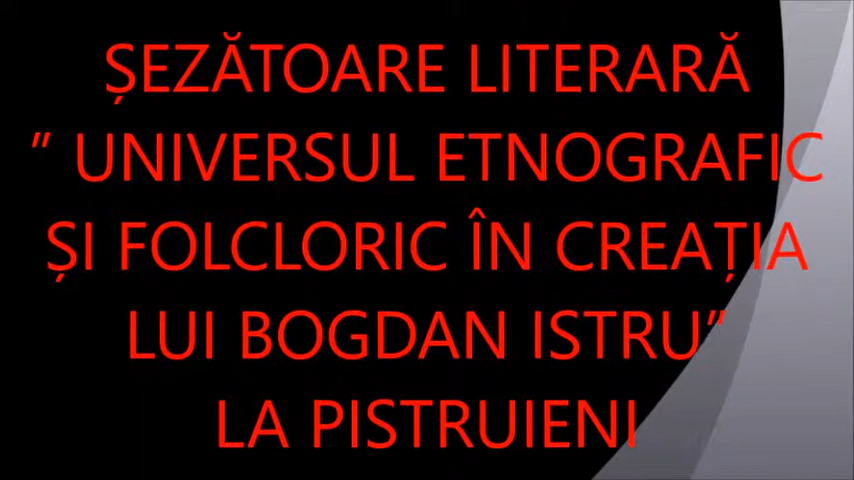 ȘEZĂTOARE LITERARĂ
” UNIVERSUL ETNOGRAFIC
ȘI FOLCLORIC ÎN CREAȚIA
LUI BOGDAN ISTRU”
LA PISTRUIENI